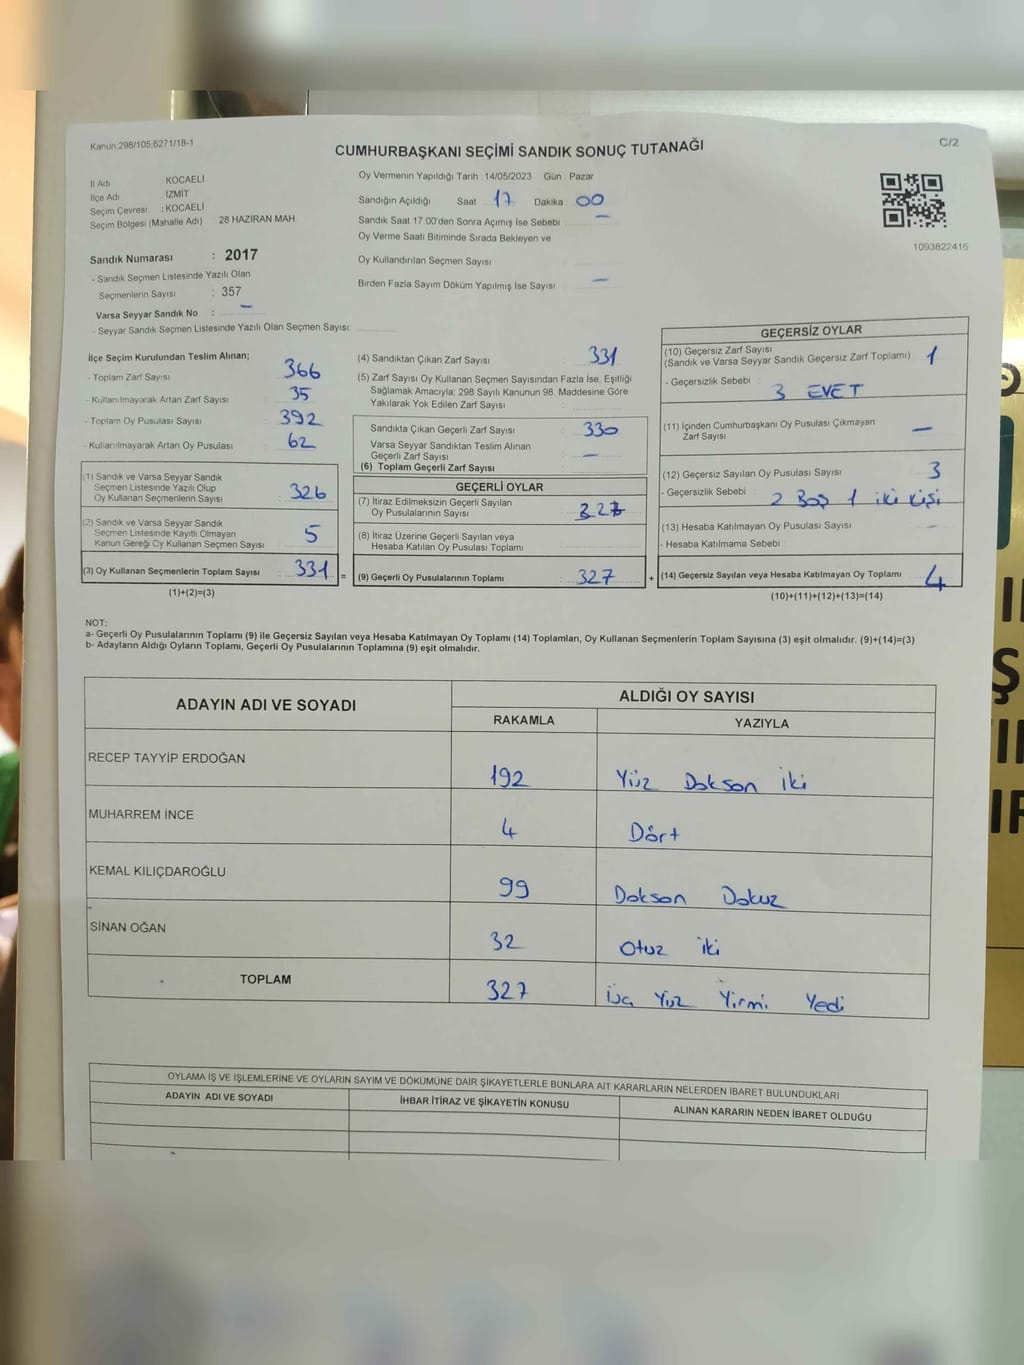 Kanun:298/105,6271/18-1
C/2
CUMHURBAŞKANI SEÇİMİ SANDIK SONUÇ TUTANAĞI
İl Adı : KOCAELİ
İlçe Adı : İZMİT
Seçim Çevresi : KOCAELİ
Seçim Bölgesi (Mahalle Adı) : 28 HAZİRAN MAH
Sandık Numarası : 2017
- Sandık Seçmen Listesinde Yazılı Olan
Seçmenlerin Sayısı : 357
Varsa Seyyar Sandık No : –
- Seyyar Sandık Seçmen Listesinde Yazılı Olan Seçmen Sayısı:
Oy Vermenin Yapıldığı Tarih : 14/05/2023 Gün : Pazar
Sandığın Açıldığı Saat 17 Dakika 00
Sandık Saat 17:00'den Sonra Açımış İse Sebebi : –
Oy Verme Saati Bitiminde Sırada Bekleyen ve
Oy Kullandırılan Seçmen Sayısı
Birden Fazla Sayım Döküm Yapılmış İse Sayısı : –
1093822416
İlçe Seçim Kurulundan Teslim Alınan;
- Toplam Zarf Sayısı : 366
- Kullanılmayarak Artan Zarf Sayısı : 35
- Toplam Oy Pusulası Sayısı : 392
- Kullanılmayarak Artan Oy Pusulası : 62
(1) Sandık ve Varsa Seyyar Sandık
Seçmen Listesinde Yazılı Olup
Oy Kullanan Seçmenlerin Sayısı : 326
(2) Sandık ve Varsa Seyyar Sandık
Seçmen Listesinde Kayıtlı Olmayan
Kanun Gereği Oy Kullanan Seçmen Sayısı : 5
(3) Oy Kullanan Seçmenlerin Toplam Sayısı : 331 =
(1)+(2)=(3)
(4) Sandıktan Çıkan Zarf Sayısı : 331
(5) Zarf Sayısı Oy Kullanan Seçmen Sayısından Fazla İse, Eşitliği
Sağlamak Amacıyla; 298 Sayılı Kanunun 98. Maddesine Göre
Yakılarak Yok Edilen Zarf Sayısı
Sandıkta Çıkan Geçerli Zarf Sayısı : 330
Varsa Seyyar Sandıktan Teslim Alınan
Geçerli Zarf Sayısı : –
(6) Toplam Geçerli Zarf Sayısı
GEÇERLİ OYLAR
(7) İtiraz Edilmeksizin Geçerli Sayılan
Oy Pusulalarının Sayısı : 327
(8) İtiraz Üzerine Geçerli Sayılan veya
Hesaba Katılan Oy Pusulası Toplamı
(9) Geçerli Oy Pusulalarının Toplamı : 327 +
GEÇERSİZ OYLAR
(10) Geçersiz Zarf Sayısı
(Sandık ve Varsa Seyyar Sandık Geçersiz Zarf Toplamı) : 1
- Geçersizlik Sebebi : 3 EVET
(11) İçinden Cumhurbaşkanı Oy Pusulası Çıkmayan
Zarf Sayısı : –
(12) Geçersiz Sayılan Oy Pusulası Sayısı : 3
- Geçersizlik Sebebi : 2 Boş 1 iki kişi
(13) Hesaba Katılmayan Oy Pusulası Sayısı : –
- Hesaba Katılmama Sebebi :
(14) Geçersiz Sayılan veya Hesaba Katılmayan Oy Toplamı : 4
(10)+(11)+(12)+(13)=(14)
NOT:
a- Geçerli Oy Pusulalarının Toplamı (9) ile Geçersiz Sayılan veya Hesaba Katılmayan Oy Toplamı (14) Toplamları, Oy Kullanan Seçmenlerin Toplam Sayısına (3) eşit olmalıdır. (9)+(14)=(3)
b- Adayların Aldığı Oyların Toplamı, Geçerli Oy Pusulalarının Toplamına (9) eşit olmalıdır.
ADAYIN ADI VE SOYADI
ALDIĞI OY SAYISI
RAKAMLA YAZIYLA
RECEP TAYYİP ERDOĞAN 192 Yüz Dokson İki
MUHARREM İNCE 4 Dört
KEMAL KILIÇDAROĞLU 99 Dokson Dokuz
SİNAN OĞAN 32 Otuz iki
TOPLAM 327 Üç Yüz Yirmi Yedi
OYLAMA İŞ VE İŞLEMLERİNE VE OYLARIN SAYIM VE DÖKÜMÜNE DAİR ŞİKAYETLERLE BUNLARA AİT KARARLARIN NELERDEN İBARET BULUNDUKLARI
ADAYIN ADI VE SOYADI İHBAR İTİRAZ VE ŞİKAYETİN KONUSU ALINAN KARARIN NEDEN İBARET OLDUĞU